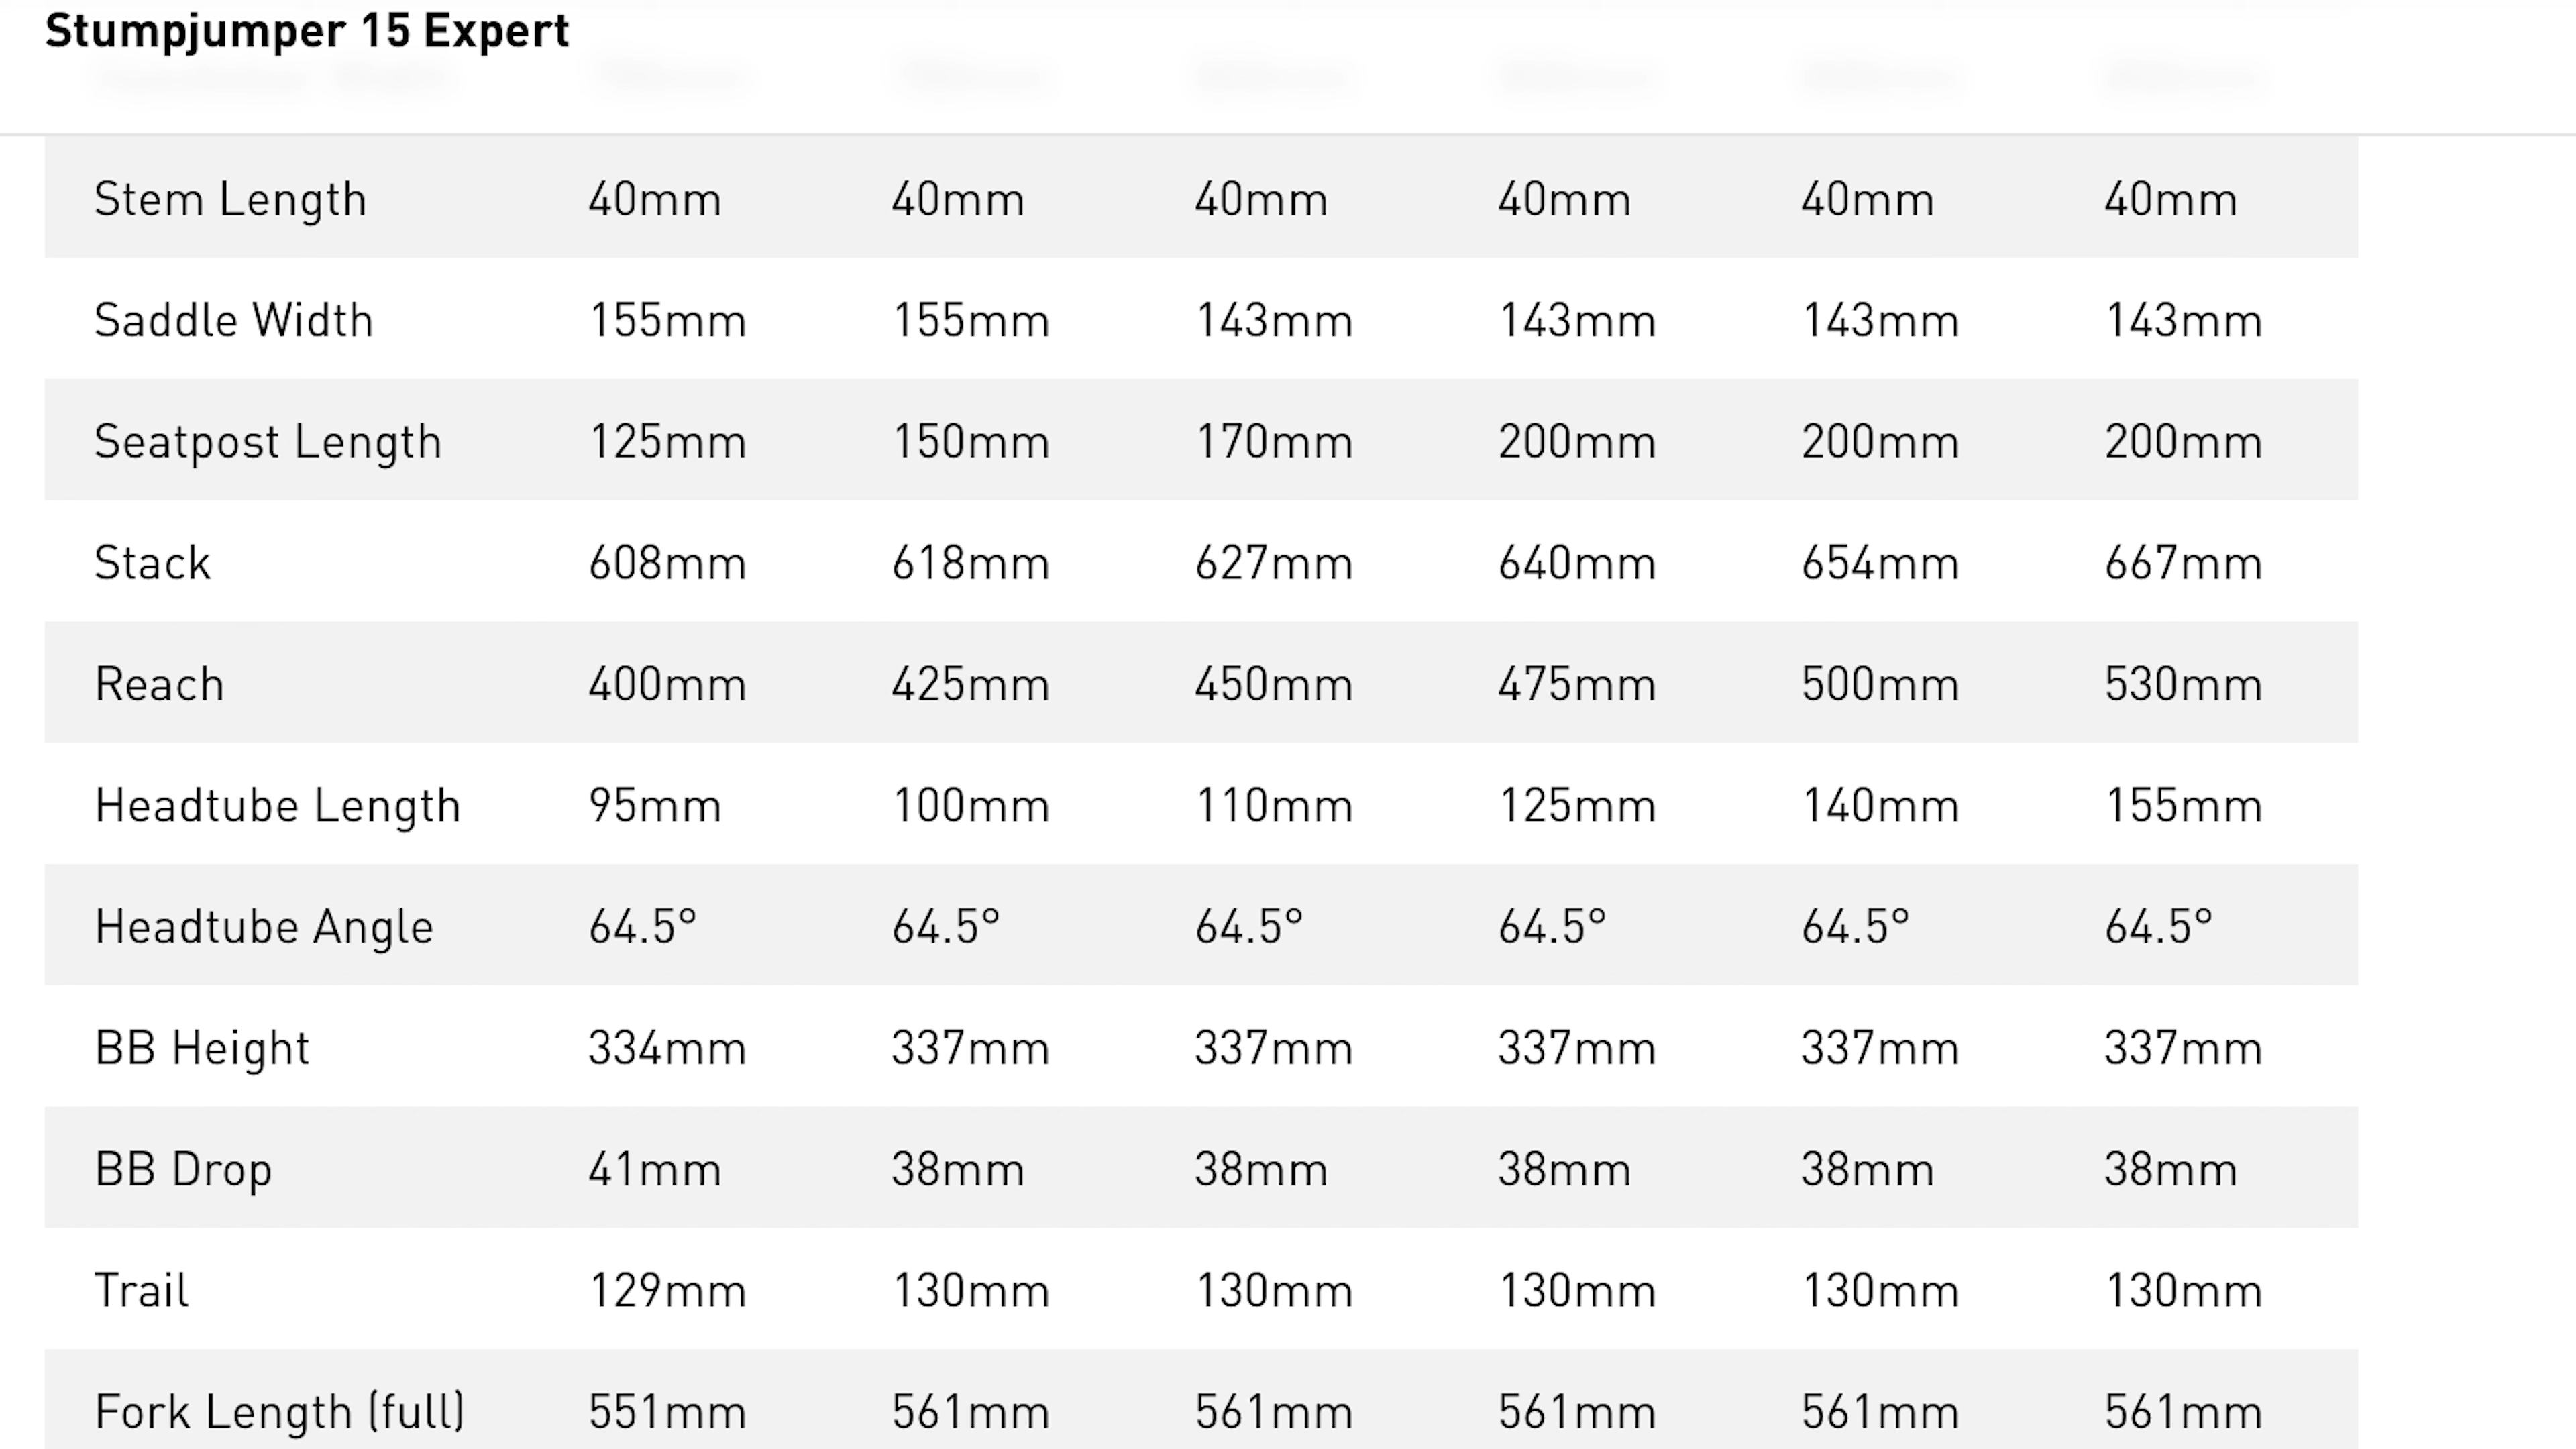 Stumpjumper 15 Expert
Stem Length 40mm 40mm 40mm 40mm 40mm 40mm
Saddle Width 155mm 155mm 143mm 143mm 143mm 143mm
Seatpost Length 125mm 150mm 170mm 200mm 200mm 200mm
Stack 608mm 618mm 627mm 640mm 654mm 667mm
Reach 400mm 425mm 450mm 475mm 500mm 530mm
Headtube Length 95mm 100mm 110mm 125mm 140mm 155mm
Headtube Angle 64.5° 64.5° 64.5° 64.5° 64.5° 64.5°
BB Height 334mm 337mm 337mm 337mm 337mm 337mm
BB Drop 41mm 38mm 38mm 38mm 38mm 38mm
Trail 129mm 130mm 130mm 130mm 130mm 130mm
Fork Length (full) 551mm 561mm 561mm 561mm 561mm 561mm